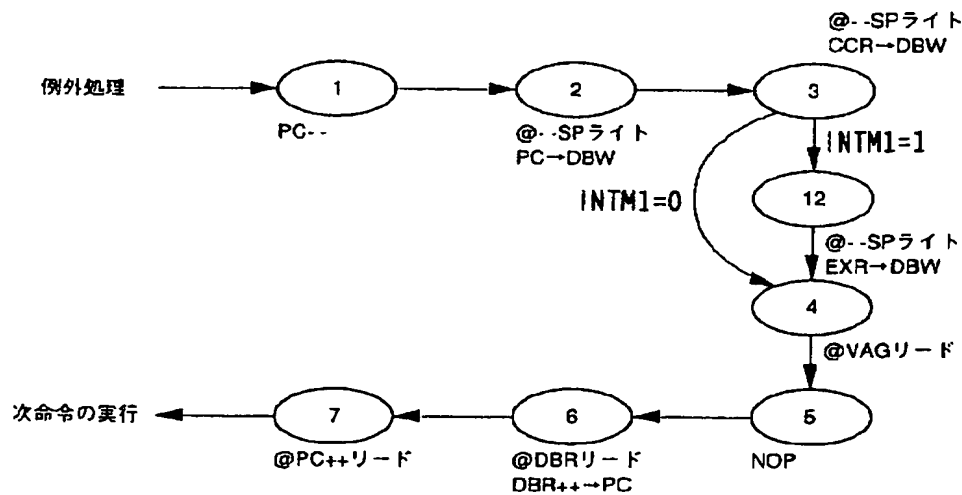 @--SPライト
CCR→DBW
例外処理
1
2
3
PC--
@--SPライト
PC→DBW
INTM1=1
INTM1=0
12
@--SPライト
EXR→DBW
4
@VAGリード
次命令の実行
7
6
5
@PC++リード
@DBRリード
DBR++→PC
NOP